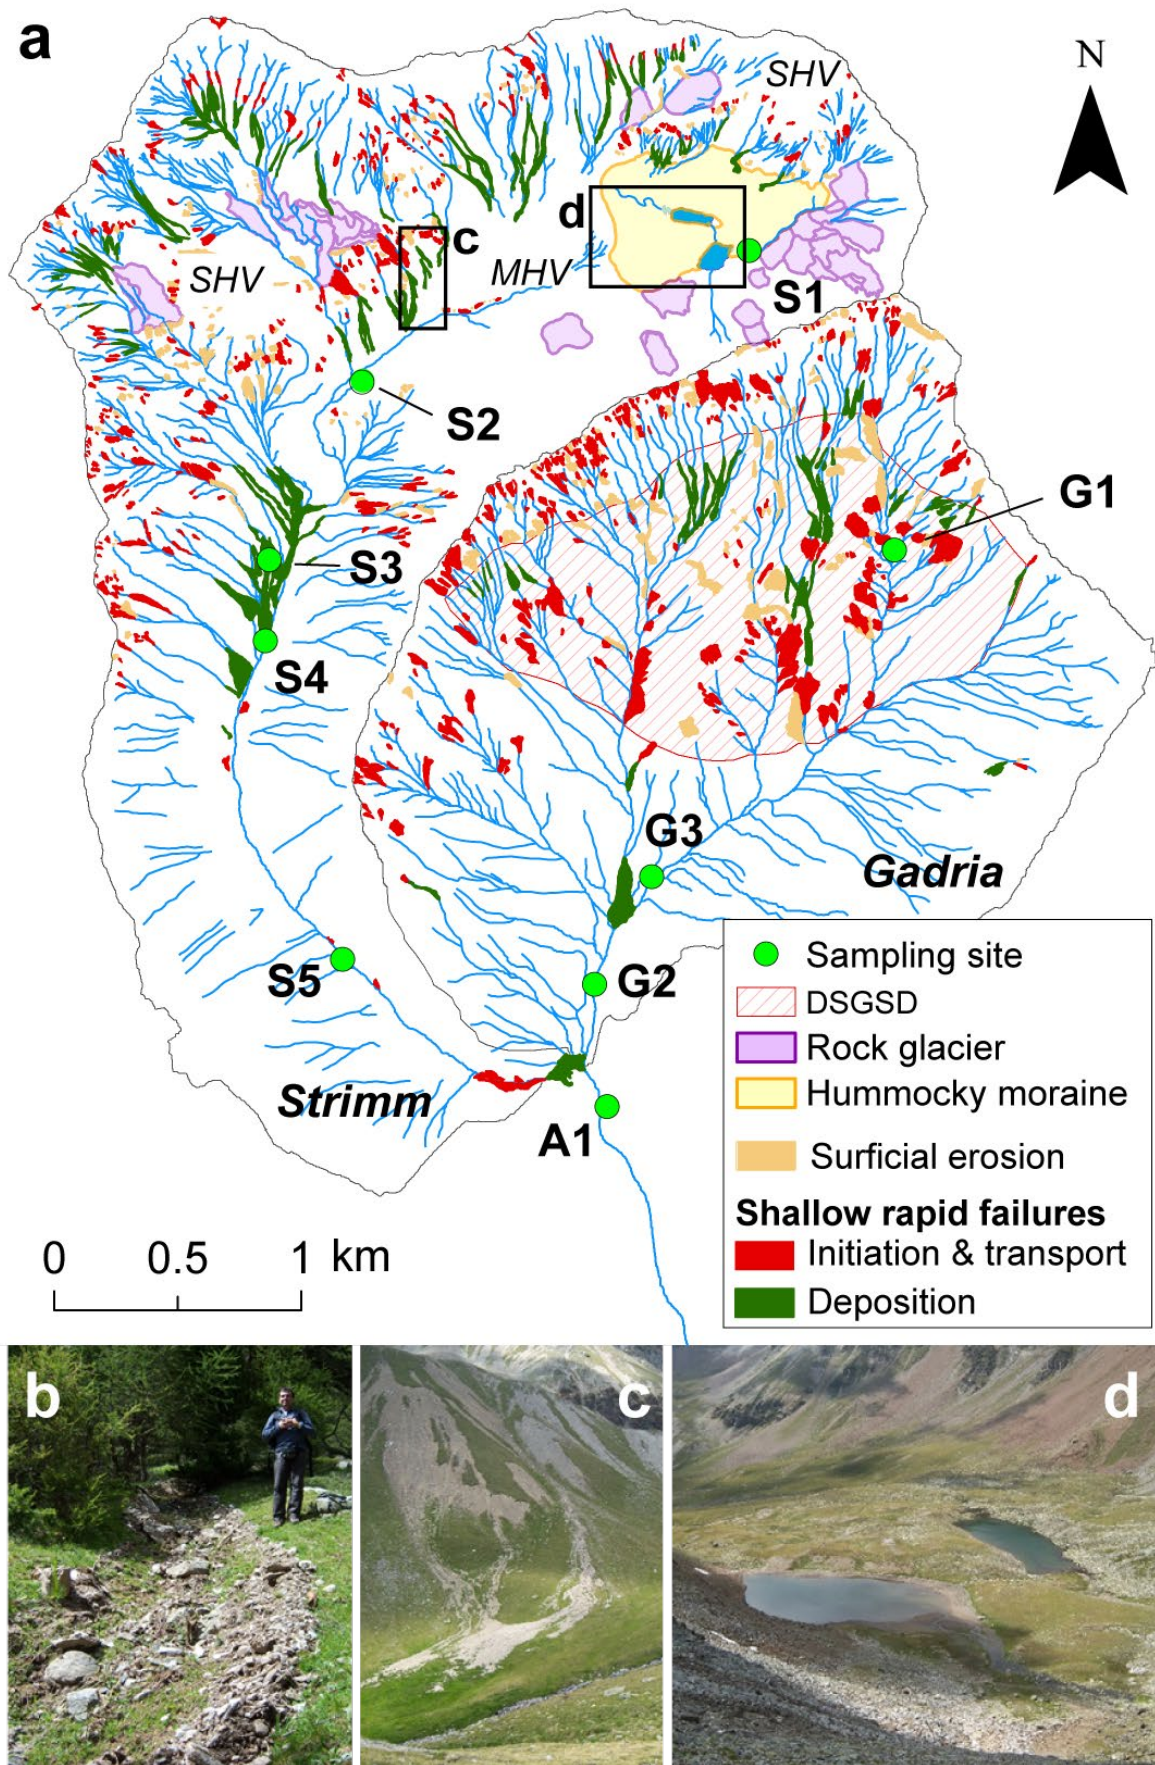 a
N
SHV
SHV
MHV
d
c
S1
S2
G1
S3
S4
G3
Gadria
S5
G2
Strimm
A1
Sampling site
DSGSD
Rock glacier
Hummocky moraine
Surficial erosion
Shallow rapid failures
Initiation & transport
Deposition
0 0.5 1 km
b
c
d